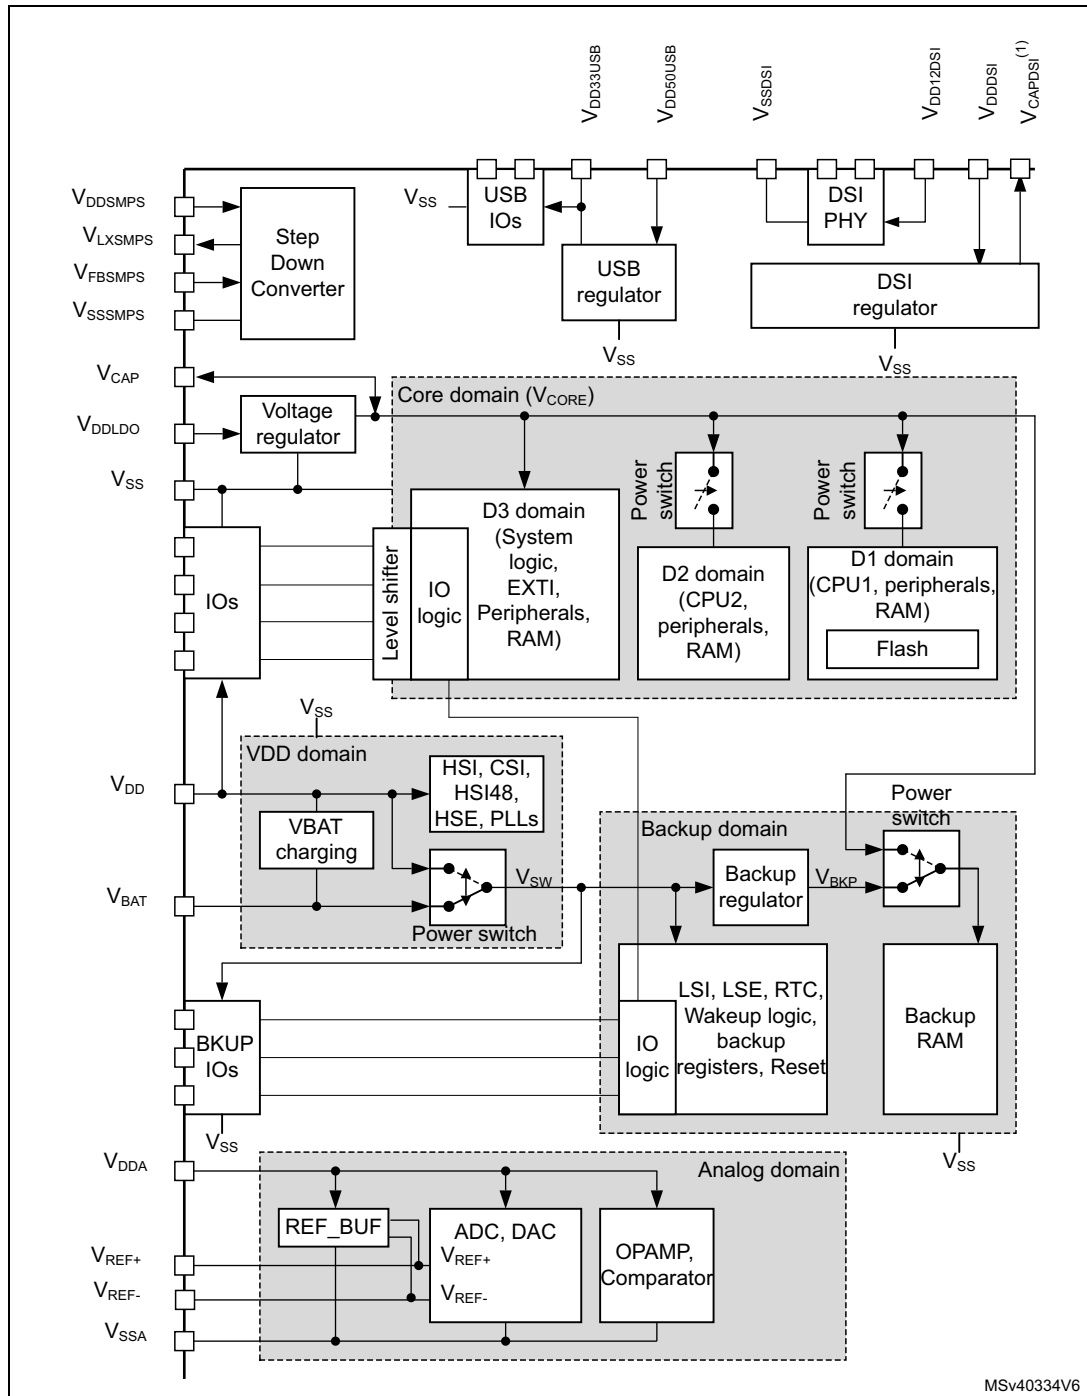 VDD33USB
VDD50USB
VSSDSI
VDD12DSI
VDDDSI
VCAPDSI(1)
VDDSMPS
VLXSMPS
VFBSMPS
VSSSMPS
Step
Down
Converter
VSS
USB
IOs
DSI
PHY
USB
regulator
VSS
DSI
regulator
VSS
VCAP
VDDLDO
VSS
Voltage
regulator
Core domain (VCORE)
Power
switch
Power
switch
D3 domain
(System
logic,
EXTI,
Peripherals,
RAM)
IO
logic
Level shifter
IOs
D2 domain
(CPU2,
peripherals,
RAM)
D1 domain
(CPU1, peripherals,
RAM)
Flash
VSS
VDD domain
VDD
HSI, CSI,
HSI48,
HSE, PLLs
VBAT
charging
VBAT
VSW
Power switch
Power
switch
Backup domain
Backup
regulator
VBKP
LSI, LSE, RTC,
Wakeup logic,
backup
registers, Reset
IO
logic
Backup
RAM
BKUP
IOs
VSS
VSS
VDDA
Analog domain
REF_BUF
ADC, DAC
VREF+
VREF-
OPAMP,
Comparator
VREF+
VREF-
VSSA
MSv40334V6